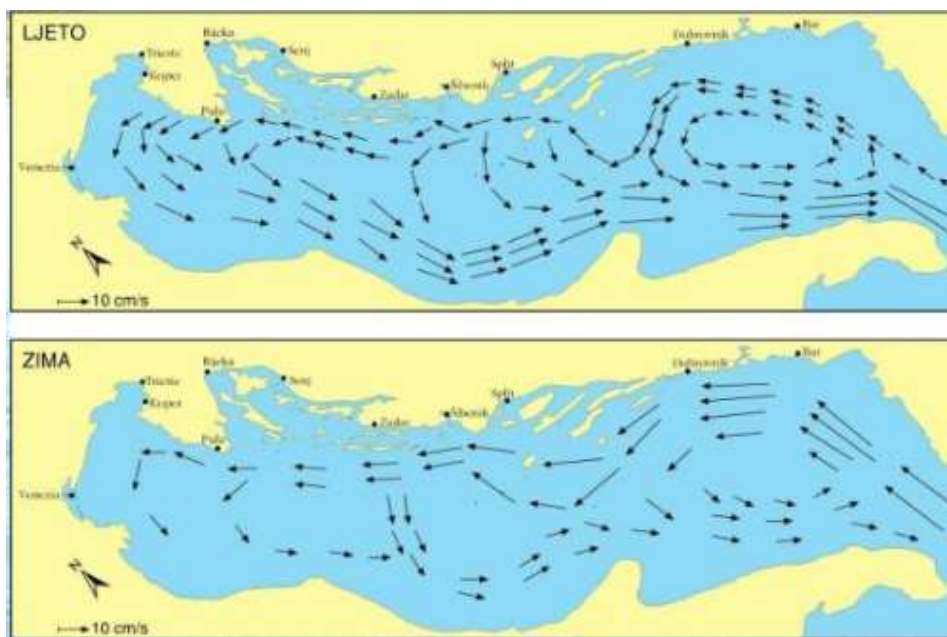 LJETO
Rijeka
Bar
Trieste
Senj
Dubrovnik
Koper
Split
Šibenik
Zadar
Pula
Venezia
N
10 cm/s
ZIMA
Rijeka
Bar
Trieste
Senj
Dubrovnik
Koper
Split
Šibenik
Zadar
Pula
Venezia
N
10 cm/s